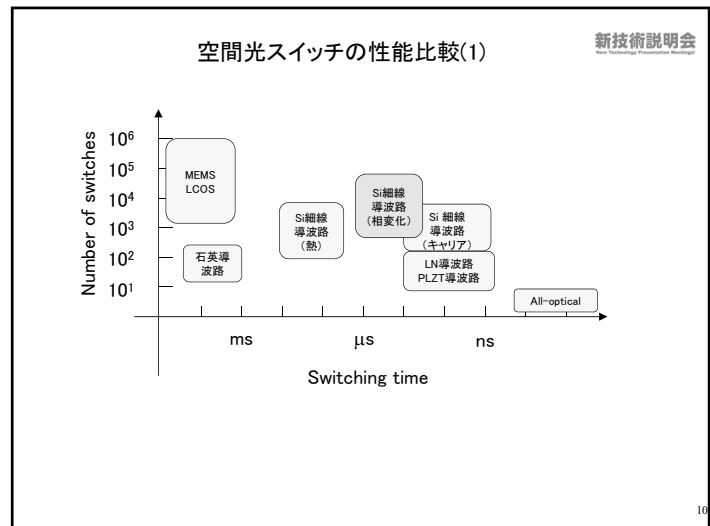 空間光スイッチの性能比較(1)
新技術説明会
New Technology Presentation Meetings!
Number of switches
10⁶
10⁵
10⁴
10³
10²
10¹
MEMS
LCOS
石英導
波路
Si細線
導波路
(熱)
Si細線
導波路
(相変化)
Si 細線
導波路
(キャリア)
LN導波路
PLZT導波路
All-optical
ms
μs
ns
Switching time
10